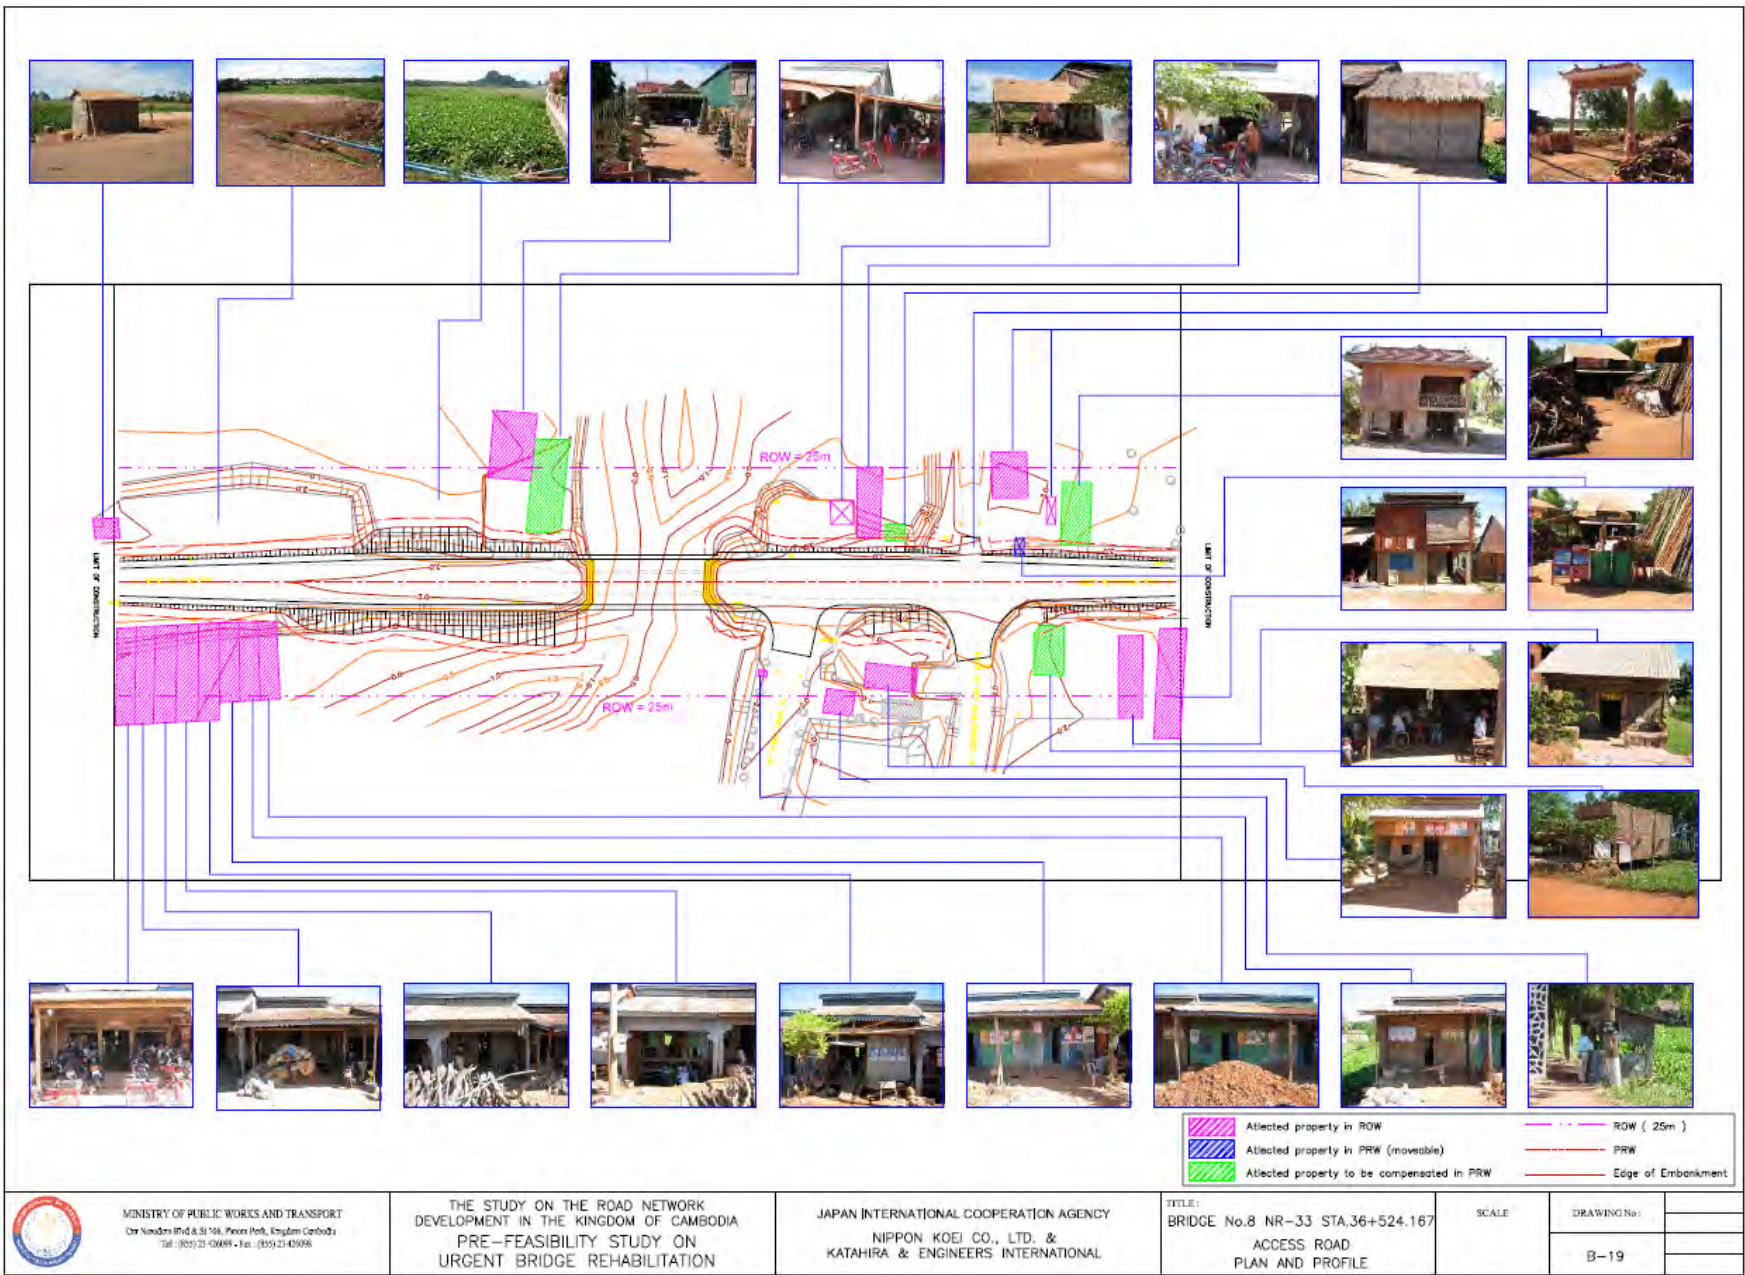 ROW = 25m
LIMIT OF CONSTRUCTION
LIMIT OF CONSTRUCTION
ROW = 25m
Affected property in ROW
Affected property in PRW (moveable)
Affected property to be compensated in PRW
ROW ( 25m )
PRW
Edge of Embankment
MINISTRY OF PUBLIC WORKS AND TRANSPORT
THE STUDY ON THE ROAD NETWORK
DEVELOPMENT IN THE KINGDOM OF CAMBODIA
PRE-FEASIBILITY STUDY ON
URGENT BRIDGE REHABILITATION
JAPAN INTERNATIONAL COOPERATION AGENCY
NIPPON KOEI CO., LTD. &
KATAHIRA & ENGINEERS INTERNATIONAL
TITLE:
BRIDGE No.8 NR-33 STA.36+524.167
ACCESS ROAD
PLAN AND PROFILE
SCALE
DRAWING No:
B-19